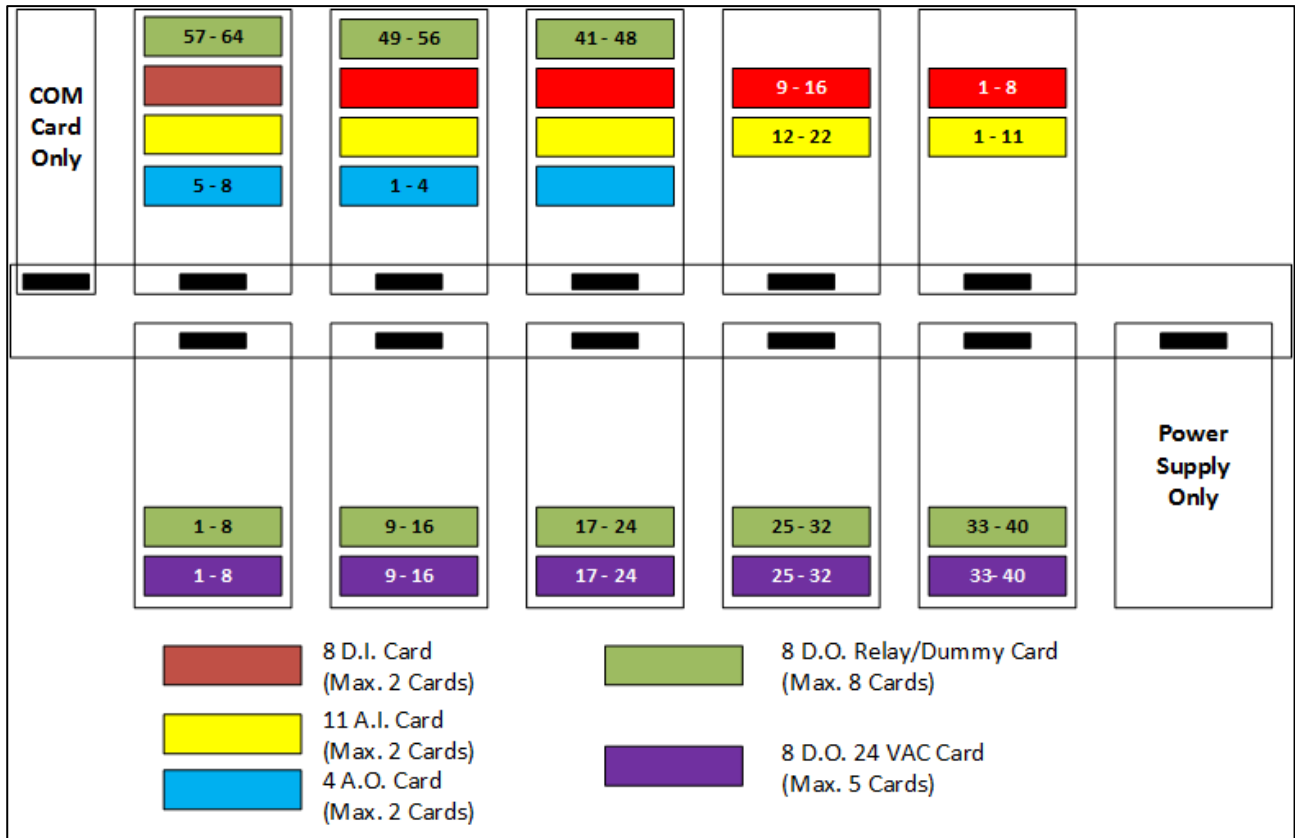 COM
Card
Only
57 - 64
49 - 56
41 - 48
9 - 16
1 - 8
12 - 22
1 - 11
5 - 8
1 - 4
1 - 8
9 - 16
17 - 24
25 - 32
33 - 40
1 - 8
9 - 16
17 - 24
25 - 32
33- 40
Power
Supply
Only
8 D.I. Card
(Max. 2 Cards)
11 A.I. Card
(Max. 2 Cards)
4 A.O. Card
(Max. 2 Cards)
8 D.O. Relay/Dummy Card
(Max. 8 Cards)
8 D.O. 24 VAC Card
(Max. 5 Cards)